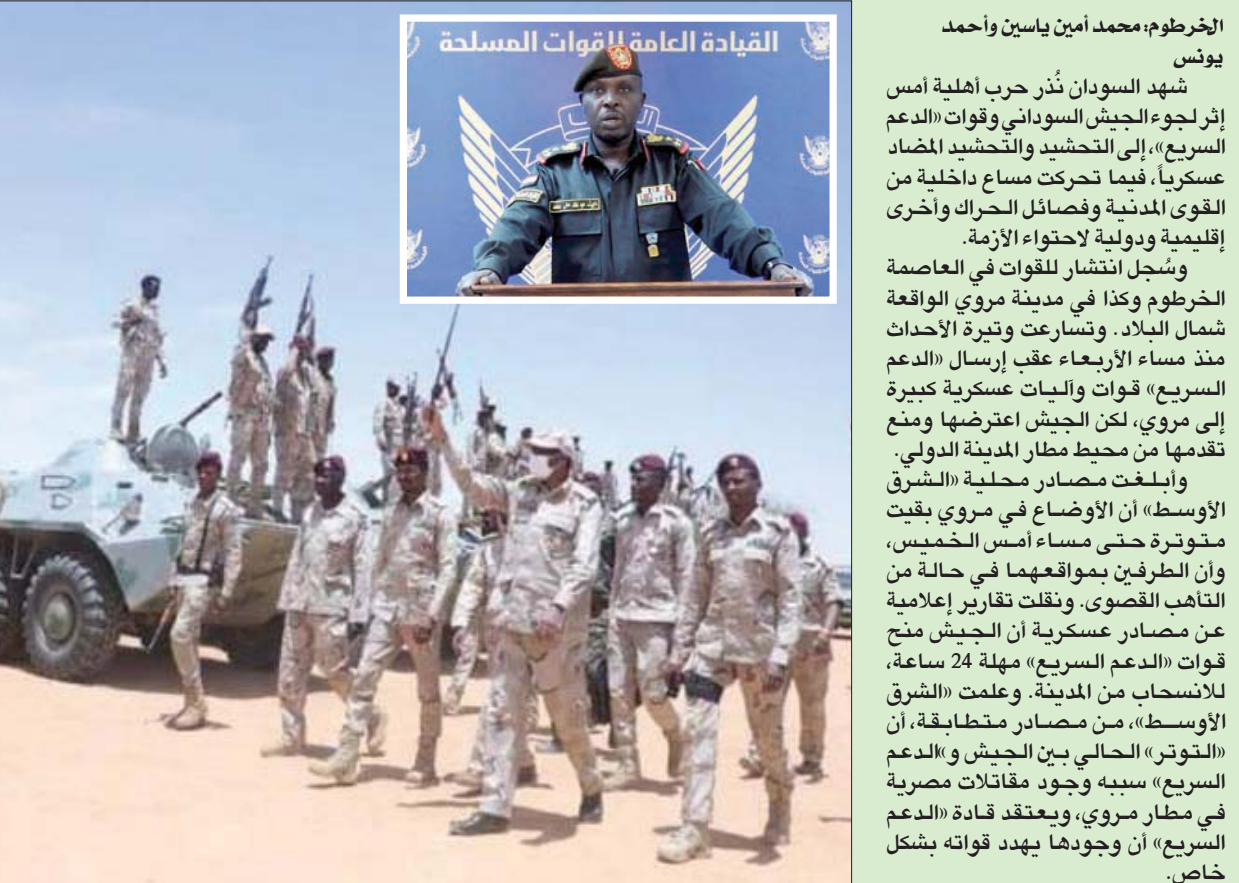 القيادة العامة للقوات المسلحة
الخرطوم: محمد أمين ياسين وأحمد
يونس
شهد السودان نُذر حرب أهلية أمس
إثر لجوء الجيش السوداني وقوات «الدعم
السريع»، إلى التحشيد والتحشيد المضاد
عسكرياً، فيما تحركت مساع داخلية من
القوى المدنية وفصائل الحراك وأخرى
إقليمية ودولية لاحتواء الأزمة.
وسُجل انتشار للقوات في العاصمة
الخرطوم وكذا في مدينة مروي الواقعة
شمال البلاد. وتسارعت وتيرة الأحداث
منذ مساء الأربعاء عقب إرسال «الدعم
السريع» قوات وآليات عسكرية كبيرة
إلى مروي، لكن الجيش اعترضها ومنع
تقدمها من محيط مطار المدينة الدولي.
وأبلغت مصادر محلية «الشرق
الأوسط» أن الأوضاع في مروي بقيت
متوترة حتى مساء أمس الخميس،
وأن الطرفين بمواقعهما في حالة من
التأهب القصوى. ونقلت تقارير إعلامية
عن مصادر عسكرية أن الجيش منح
قوات «الدعم السريع» مهلة 24 ساعة،
للانسحاب من المدينة. وعلمت «الشرق
الأوسط»، من مصادر متطابقة، أن
«التوتر» الحالي بين الجيش و«الدعم
السريع» سببه وجود مقاتلات مصرية
في مطار مروي، ويعتقد قادة «الدعم
السريع» أن وجودها يهدد قواته بشكل
خاص.